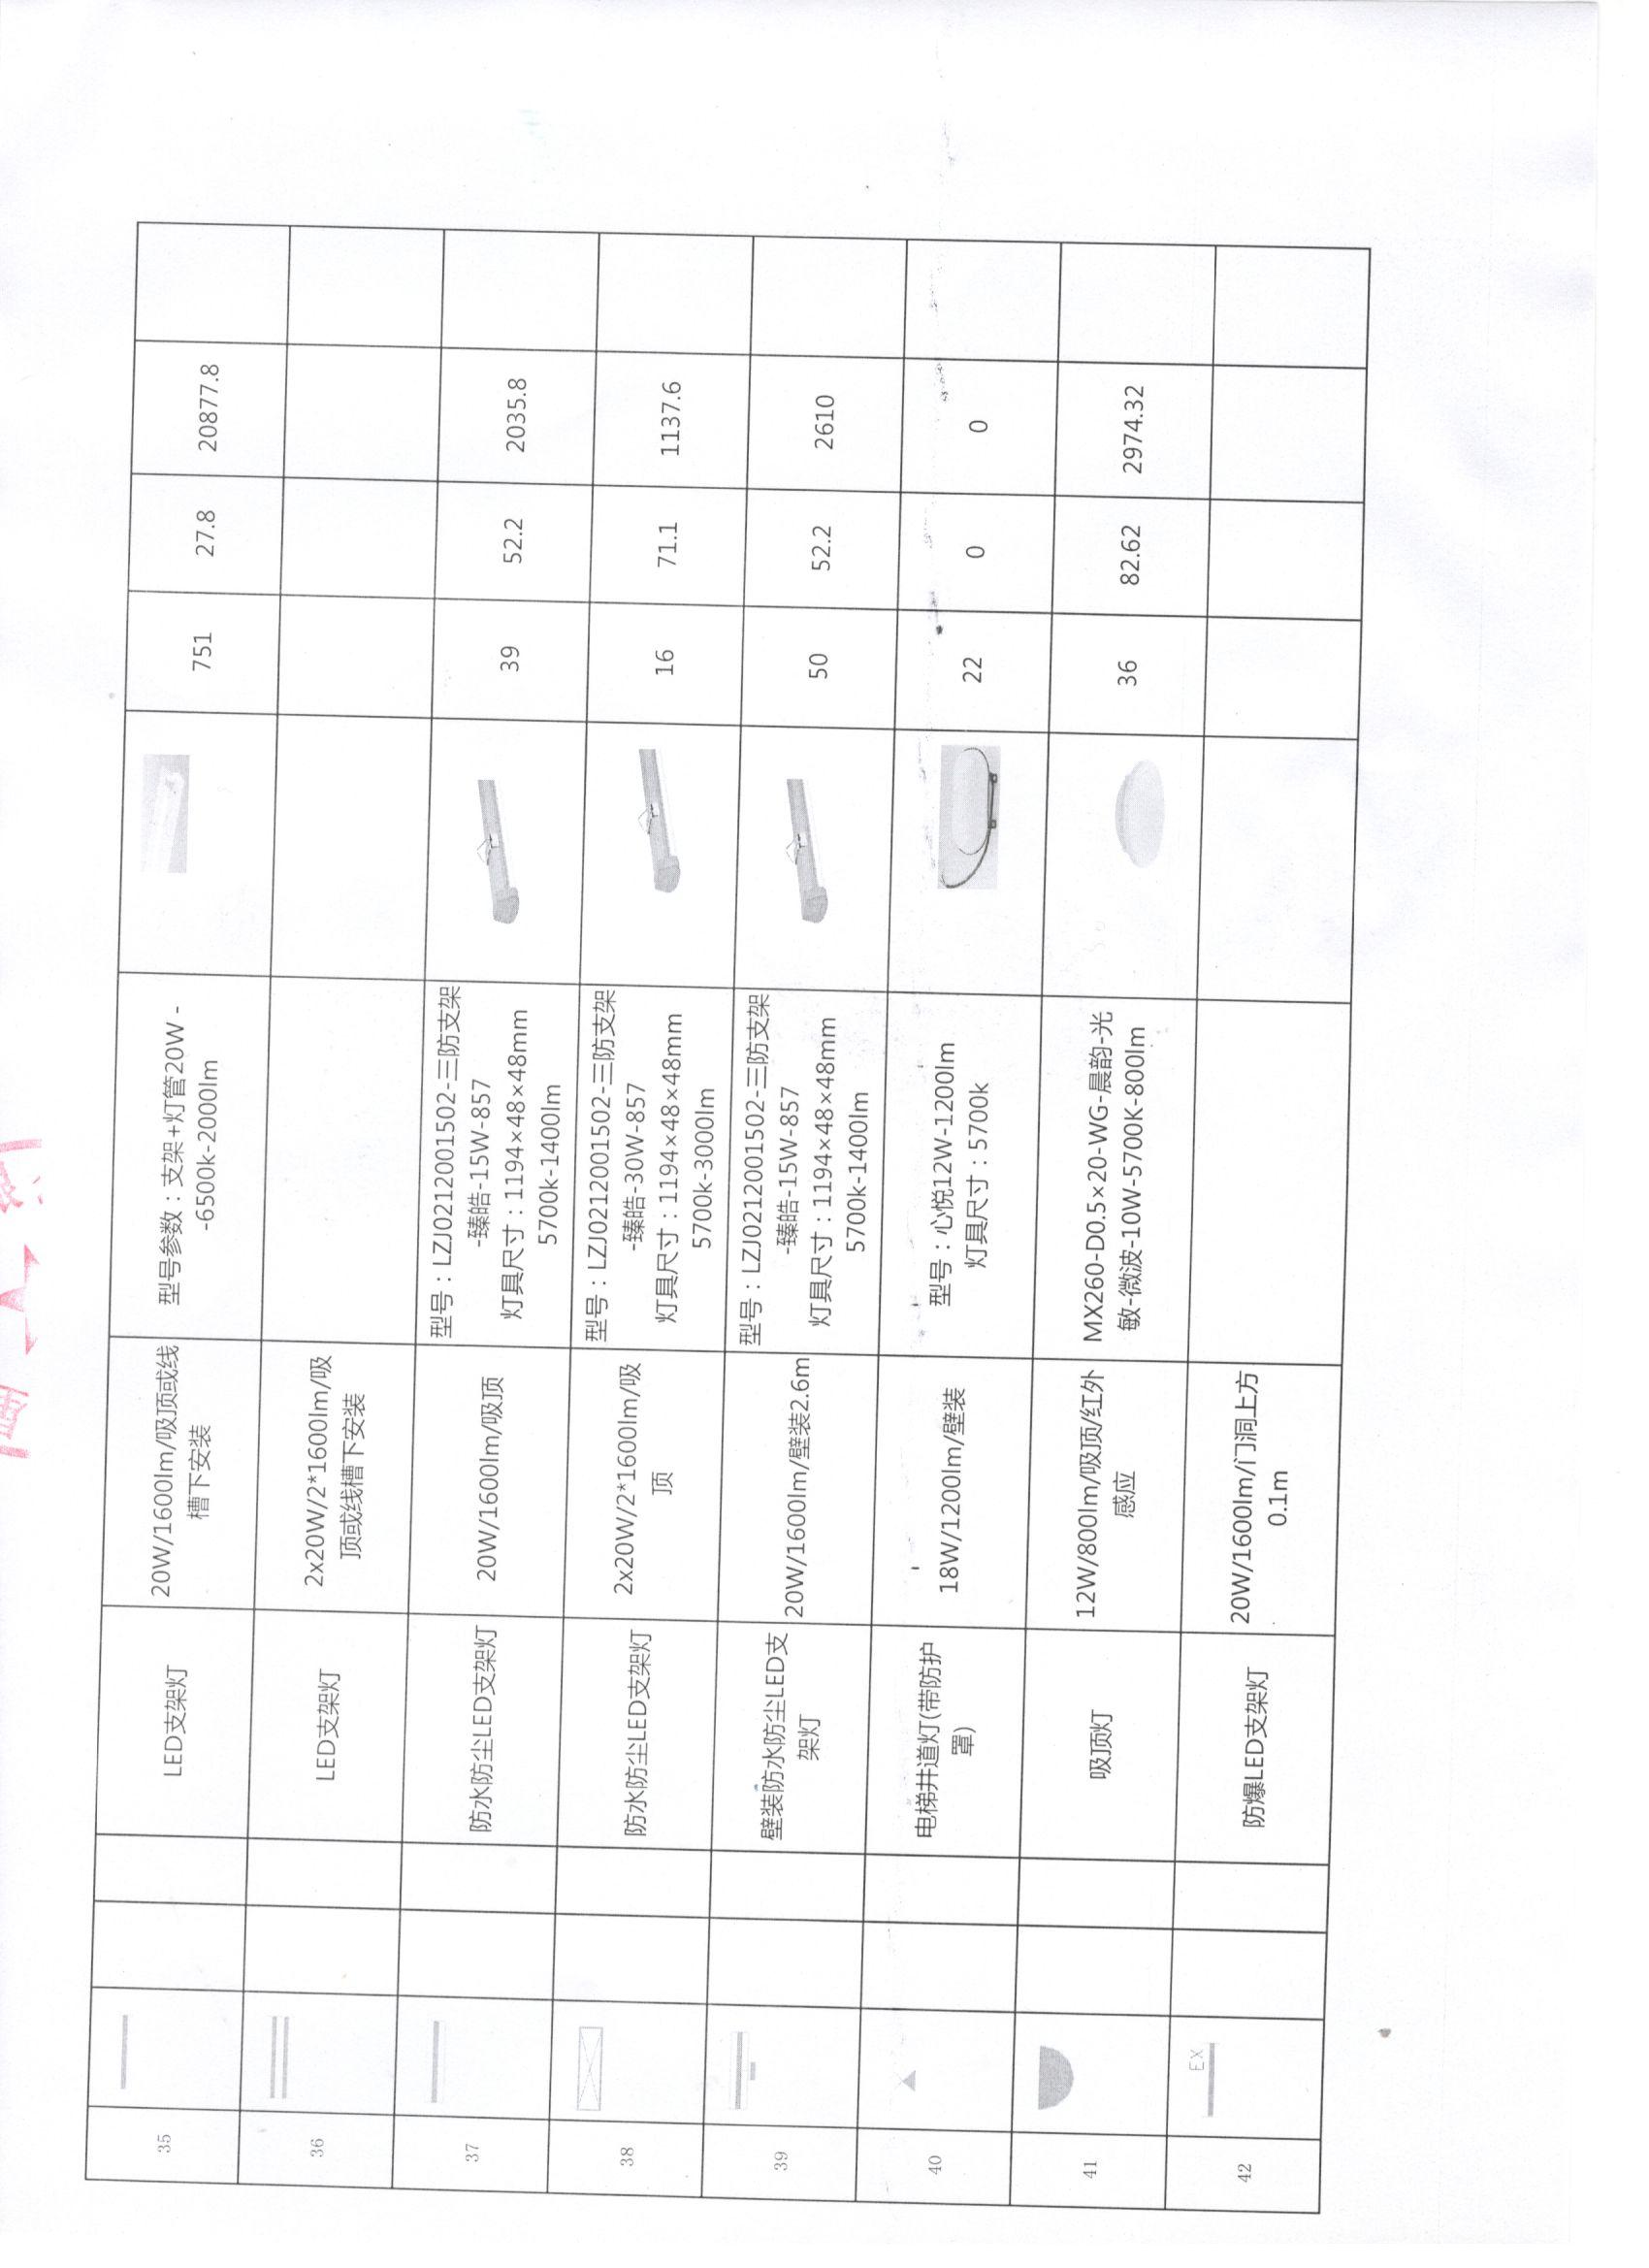 35
LED支架灯
20W/1600lm/吸顶或线
槽下安装
型号参数：支架+灯管20W -
-6500k-2000lm
751
27.8
20877.8
36
LED支架灯
2x20W/2*1600lm/吸
顶或线槽下安装
37
防水防尘LED支架灯
20W/1600lm/吸顶
型号：LZJ0212001502-三防支架
-臻皓-15W-857
灯具尺寸：1194×48×48mm
5700k-1400lm
39
52.2
2035.8
38
防水防尘LED支架灯
2x20W/2*1600lm/吸
顶
型号：LZJ0212001502-三防支架
-臻皓-30W-857
灯具尺寸：1194×48×48mm
5700k-3000lm
16
71.1
1137.6
39
壁装防水防尘LED支
架灯
20W/1600lm/壁装2.6m
型号：LZJ0212001502-三防支架
-臻皓-15W-857
灯具尺寸：1194×48×48mm
5700k-1400lm
50
52.2
2610
40
电梯井道灯(带防护
罩)
18W/1200lm/壁装
型号：心悦12W-1200lm
灯具尺寸：5700k
22
0
0
41
吸顶灯
12W/800lm/吸顶/红外
感应
MX260-D0.5×20-WG-晨韵-光
敏-微波-10W-5700K-800lm
36
82.62
2974.32
42
EX
防爆LED支架灯
20W/1600lm/门洞上方
0.1m